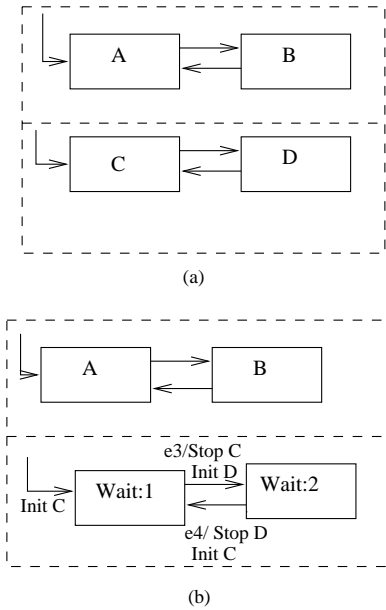 A
B
C
D
(a)
A
B
e3/Stop C
Init D
Wait:1
Wait:2
Init C
e4/ Stop D
Init C
(b)